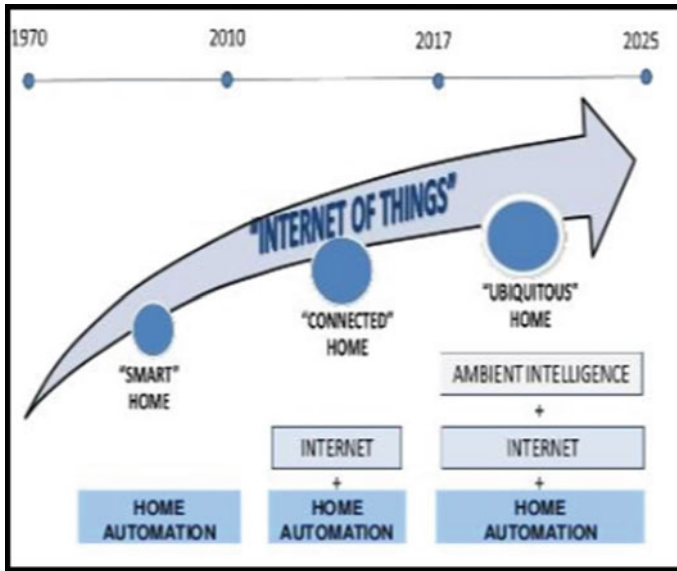 1970 2010 2017 2025
"INTERNET OF THINGS"
"SMART"
HOME
"CONNECTED"
HOME
"UBIQUITOUS"
HOME
AMBIENT INTELLIGENCE
+
INTERNET
INTERNET
+
+
HOME
AUTOMATION
HOME
AUTOMATION
HOME
AUTOMATION